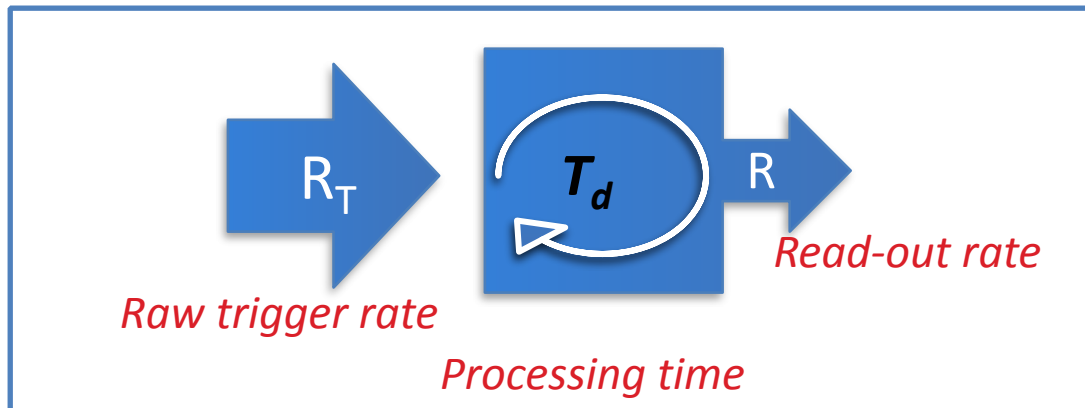 R_T
T_d
R
Read-out rate
Raw trigger rate
Processing time